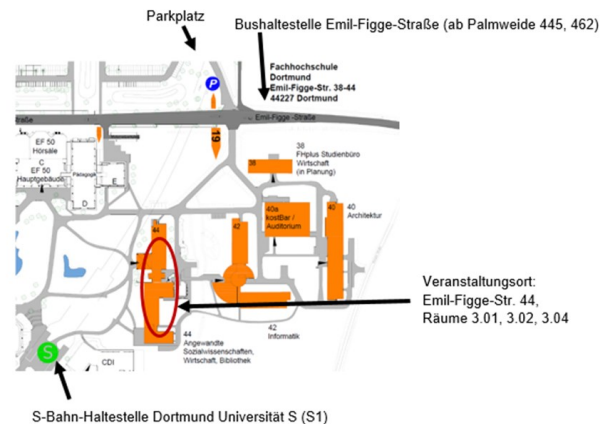 Parkplatz
Bushaltestelle Emil-Figge-Straße (ab Palmweide 445, 462)
P
Fachhochschule
Dortmund
Emil-Figge-Str. 38-44
44227 Dortmund
straße
Emil-Figge-Straße
19
EF 50
Hörsäle
C
EF 50
Hauptgebäude
Pädagogik
E
D
38
FHplus Studienbüro
Wirtschaft
(in Planung)
38
40a
kostBar /
Auditorium
40
40
Architektur
44
42
Veranstaltungsort:
Emil-Figge-Str. 44,
Räume 3.01, 3.02, 3.04
44
Angewandte
Sozialwissenschaften,
Wirtschaft, Bibliothek
42
Informatik
S
CDI
S-Bahn-Haltestelle Dortmund Universität S (S1)